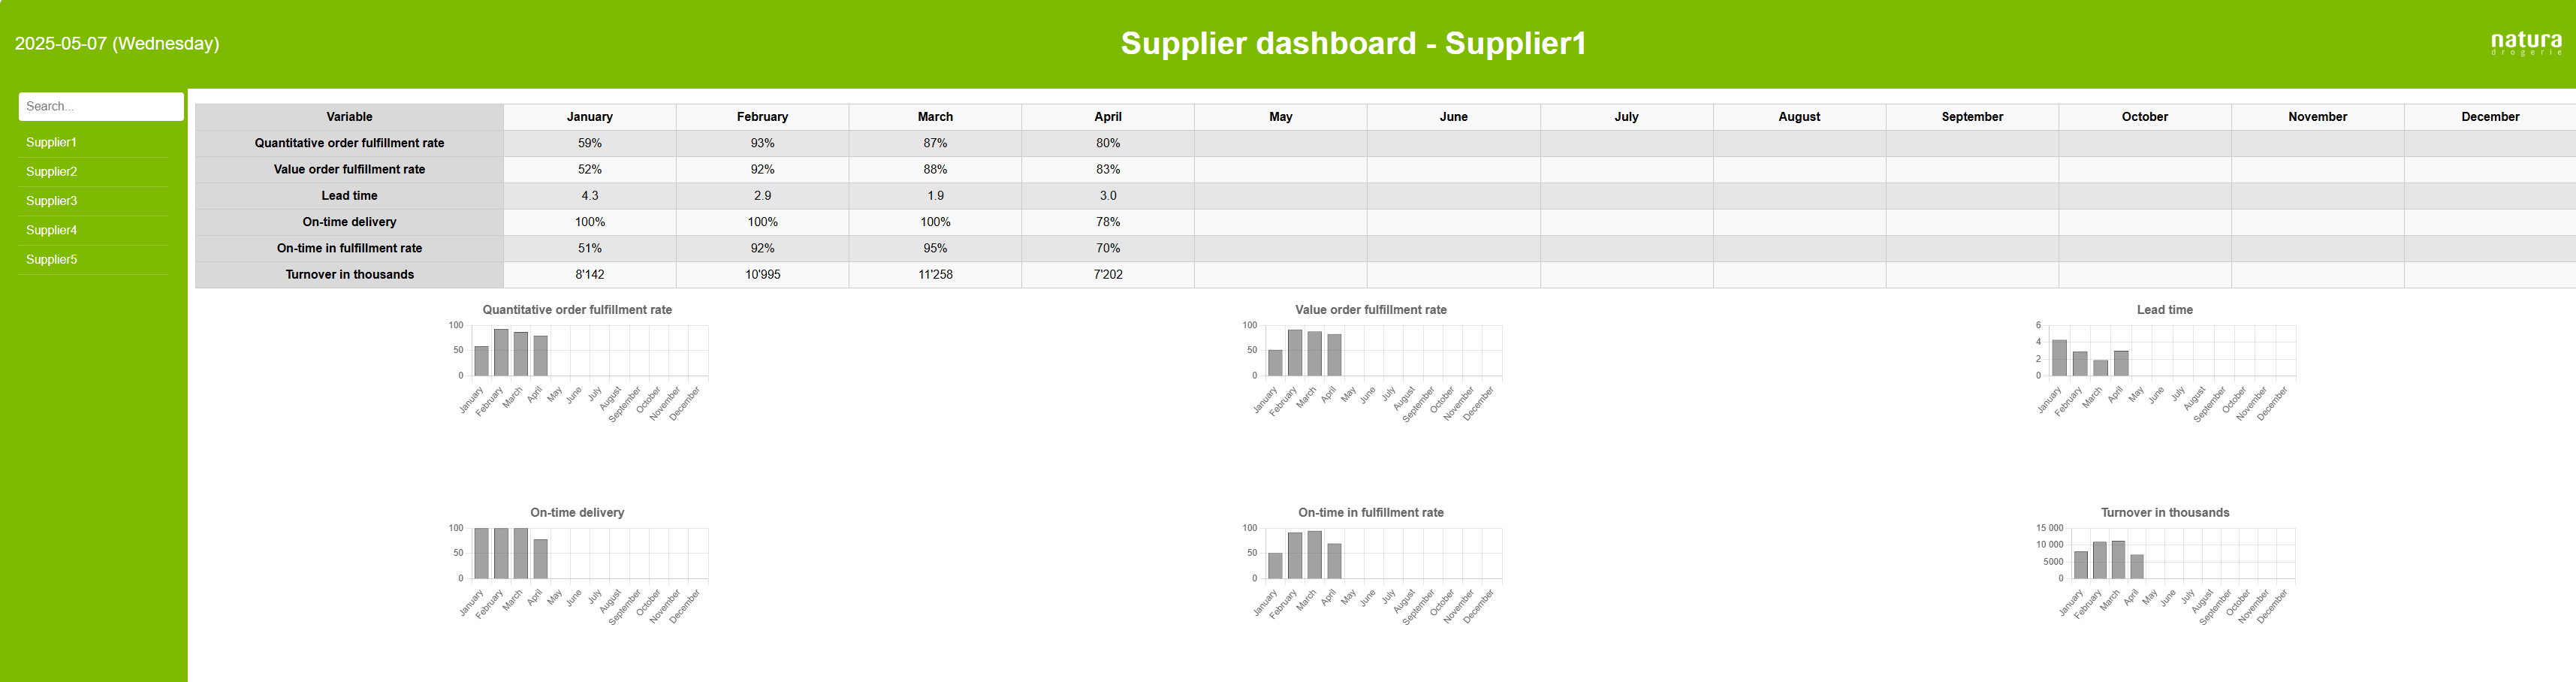 2025-05-07 (Wednesday)
Supplier dashboard - Supplier1
natura
drogerie
Search...
Supplier1
Supplier2
Supplier3
Supplier4
Supplier5
Variable January February March April May June July August September October November December
Quantitative order fulfillment rate 59% 93% 87% 80%
Value order fulfillment rate 52% 92% 88% 83%
Lead time 4.3 2.9 1.9 3.0
On-time delivery 100% 100% 100% 78%
On-time in fulfillment rate 51% 92% 95% 70%
Turnover in thousands 8'142 10'995 11'258 7'202
Quantitative order fulfillment rate
100
50
0
January February March April May June July August September October November December
Value order fulfillment rate
100
50
0
January February March April May June July August September October November December
Lead time
6
4
2
0
January February March April May June July August September October November December
On-time delivery
100
50
0
January February March April May June July August September October November December
On-time in fulfillment rate
100
50
0
January February March April May June July August September October November December
Turnover in thousands
15 000
10 000
5000
0
January February March April May June July August September October November December